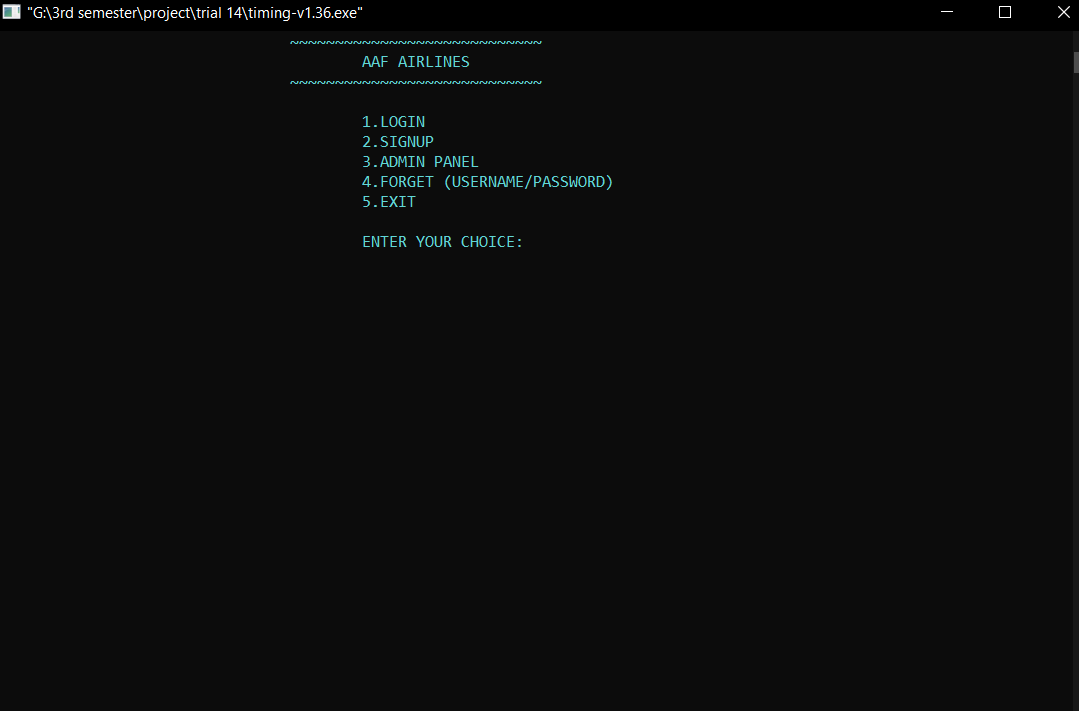 "G:\3rd semester\project\trial 14\timing-v1.36.exe"
~~~~~~~~~~~~~~~~~~~~~~~~~~~~
AAF AIRLINES
~~~~~~~~~~~~~~~~~~~~~~~~~~~~
1.LOGIN
2.SIGNUP
3.ADMIN PANEL
4.FORGET (USERNAME/PASSWORD)
5.EXIT
ENTER YOUR CHOICE: